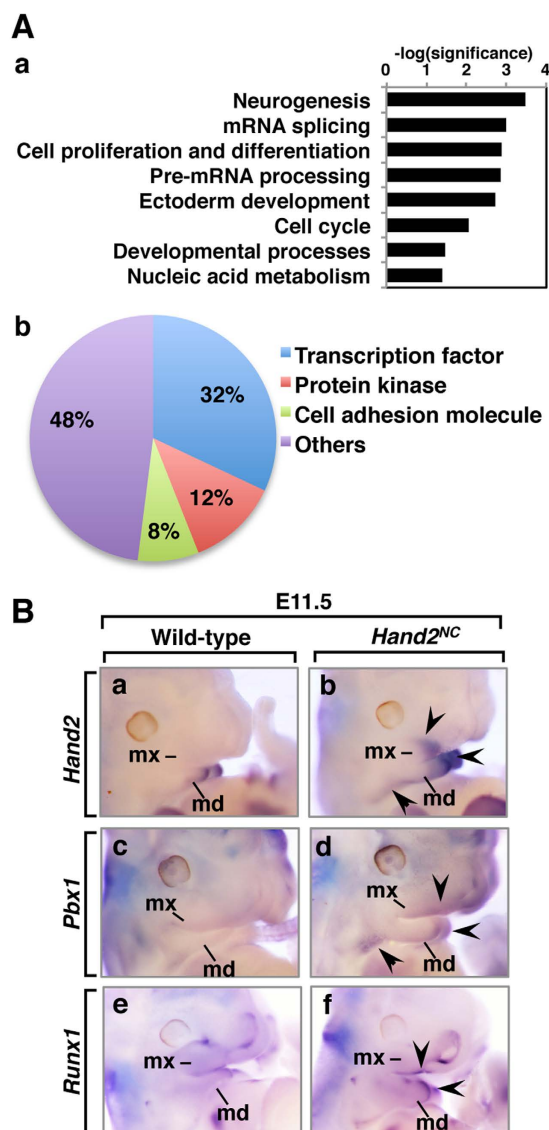 A
a
-log(significance)
0 1 2 3 4
Neurogenesis
mRNA splicing
Cell proliferation and differentiation
Pre-mRNA processing
Ectoderm development
Cell cycle
Developmental processes
Nucleic acid metabolism
b
48%
32%
12%
8%
Transcription factor
Protein kinase
Cell adhesion molecule
Others
B
E11.5
Wild-type
Hand2NC
Hand2
a
mx
md
b
mx
md
Pbx1
c
mx
md
d
mx
md
Runx1
e
mx
md
f
mx
md